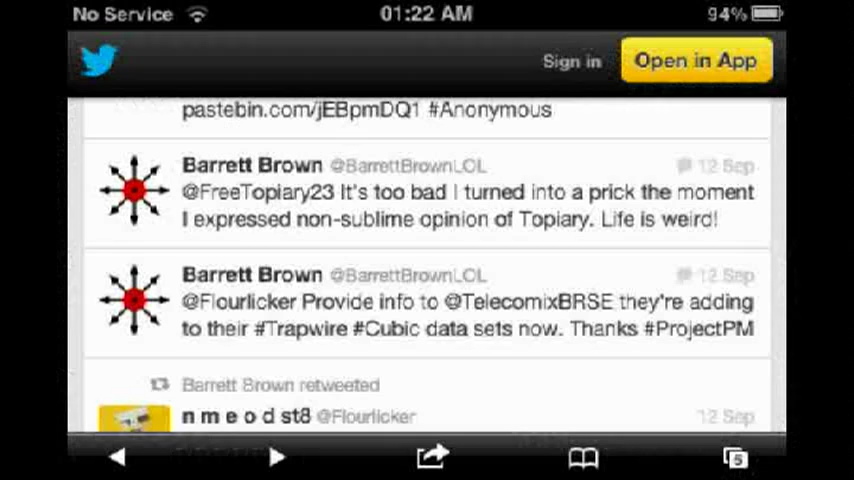 No Service 01:22 AM 94%
Sign in Open in App
pastebin.com/jEBpmDQ1 #Anonymous
Barrett Brown @BarrettBrownLOL 12 Sep
@FreeTopiary23 It's too bad I turned into a prick the moment
I expressed non-sublime opinion of Topiary. Life is weird!
Barrett Brown @BarrettBrownLOL 12 Sep
@Flourlicker Provide info to @TelecomixBRSE they're adding
to their #Trapwire #Cubic data sets now. Thanks #ProjectPM
Barrett Brown retweeted
n m e o d st8 @Flourlicker 12 Sep
5